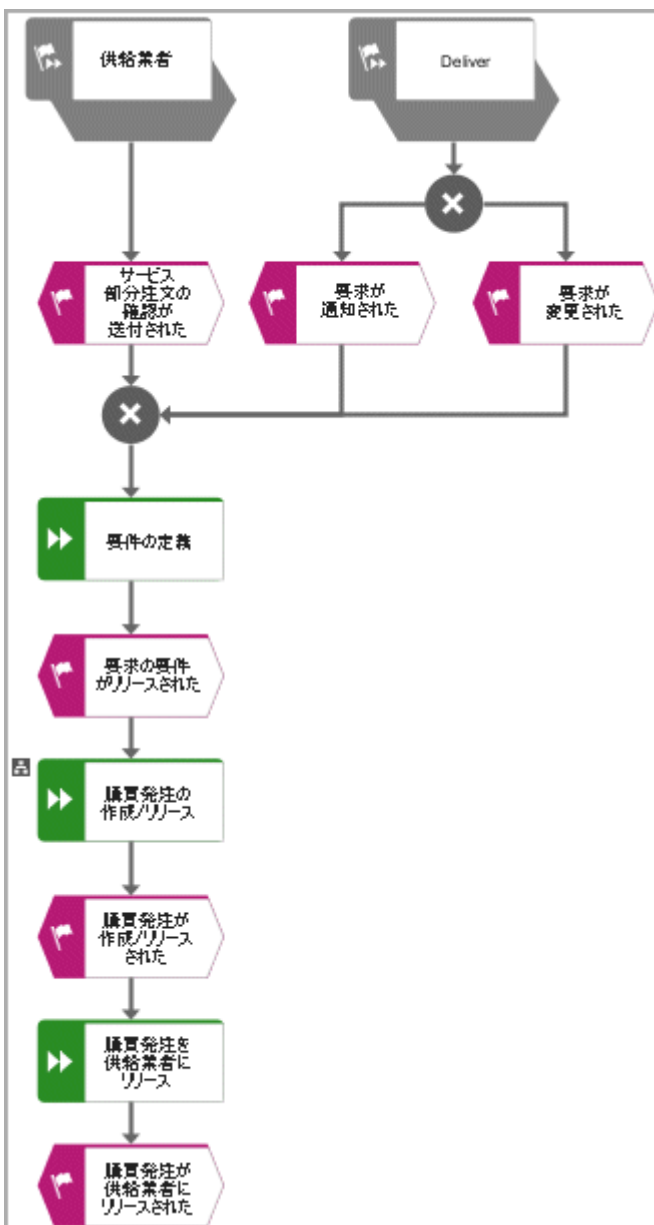 供給業者
Deliver
サービス
部分注文の
確認が
送付された
要求が
通知された
要求が
変更された
要件の定義
要求の要件
がリリースされた
購買発注の
作成/リリース
購買発注が
作成/リリース
された
購買発注を
供給業者に
リリース
購買発注が
供給業者に
リリースされた